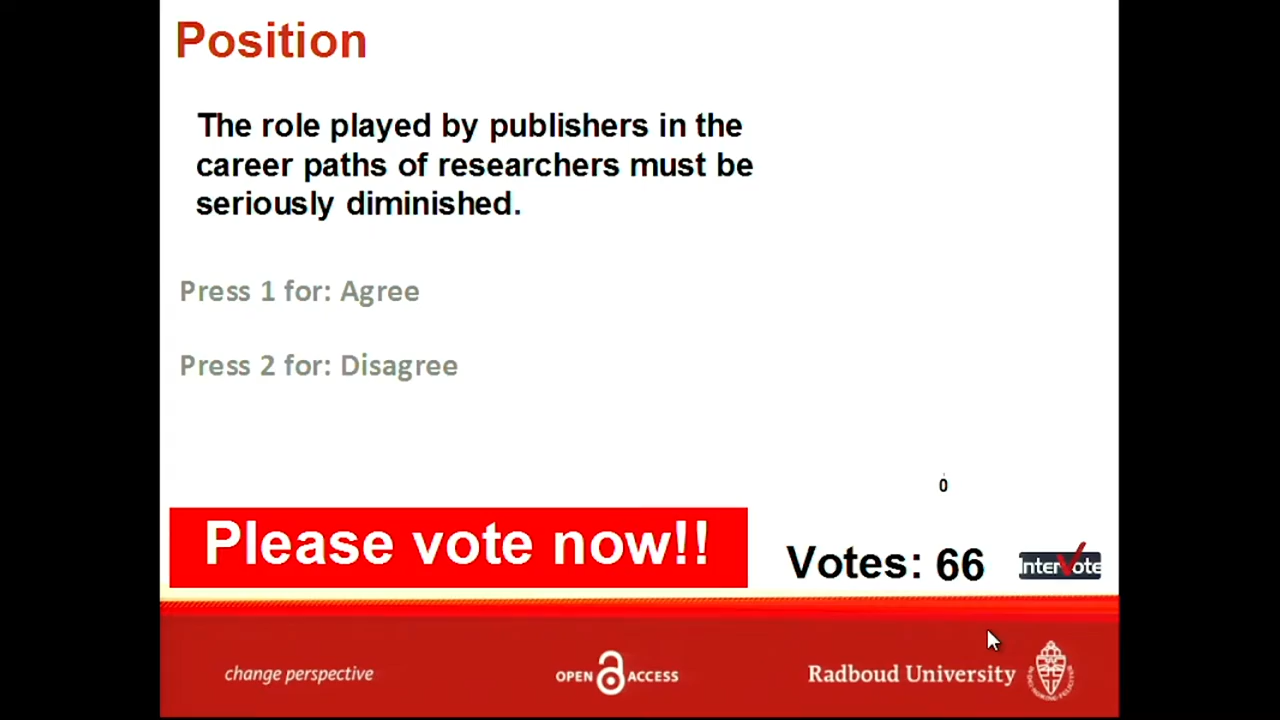 Position
The role played by publishers in the
career paths of researchers must be
seriously diminished.
Press 1 for: Agree
Press 2 for: Disagree
0
Please vote now!!
Votes: 66
InterVote
change perspective
OPEN ACCESS
Radboud University